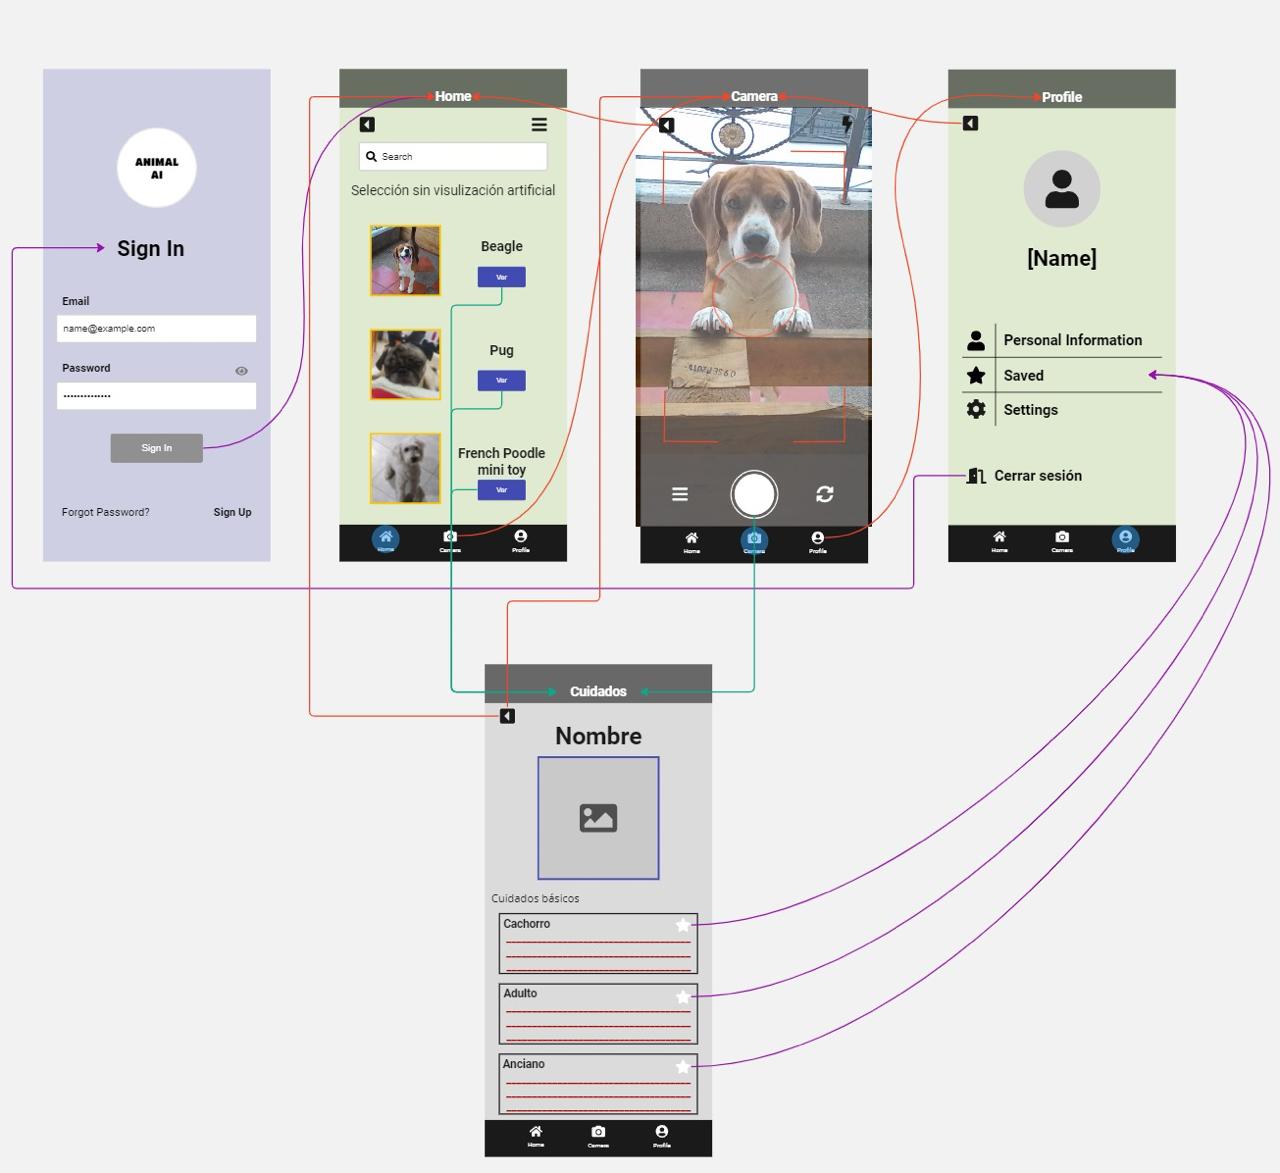 ANIMAL
AI
Sign In
Email
name@example.com
Password
Sign In
Forgot Password?
Sign Up
Home
Search
Selección sin visulización artificial
Beagle
Ver
Pug
Ver
French Poodle
mini toy
Ver
Home
Camera
Profile
Camera
Home
Camera
Profile
Profile
[Name]
Personal Information
Saved
Settings
Cerrar sesión
Home
Camera
Profile
Cuidados
Nombre
Cuidados básicos
Cachorro
Adulto
Anciano
Home
Camera
Profile